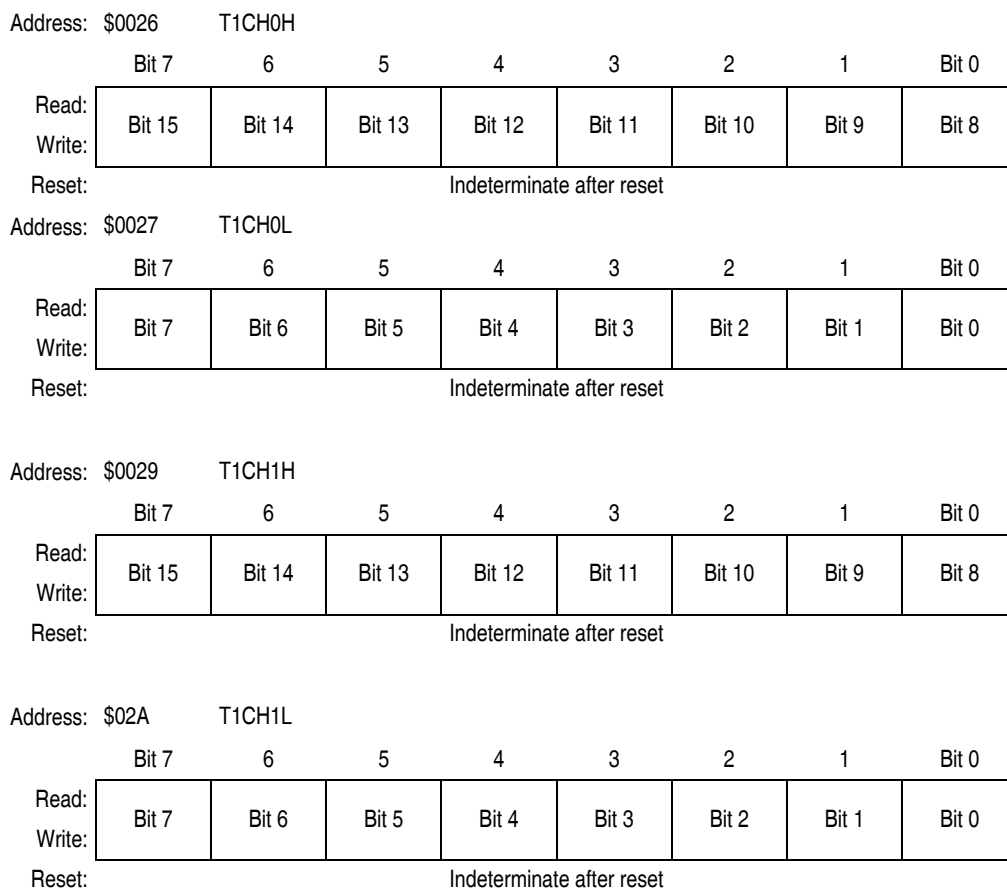 Address: $0026 T1CH0H
Bit 7 6 5 4 3 2 1 Bit 0
Read:
Bit 15 Bit 14 Bit 13 Bit 12 Bit 11 Bit 10 Bit 9 Bit 8
Write:
Reset: Indeterminate after reset
Address: $0027 T1CH0L
Bit 7 6 5 4 3 2 1 Bit 0
Read:
Bit 7 Bit 6 Bit 5 Bit 4 Bit 3 Bit 2 Bit 1 Bit 0
Write:
Reset: Indeterminate after reset
Address: $0029 T1CH1H
Bit 7 6 5 4 3 2 1 Bit 0
Read:
Bit 15 Bit 14 Bit 13 Bit 12 Bit 11 Bit 10 Bit 9 Bit 8
Write:
Reset: Indeterminate after reset
Address: $02A T1CH1L
Bit 7 6 5 4 3 2 1 Bit 0
Read:
Bit 7 Bit 6 Bit 5 Bit 4 Bit 3 Bit 2 Bit 1 Bit 0
Write:
Reset: Indeterminate after reset